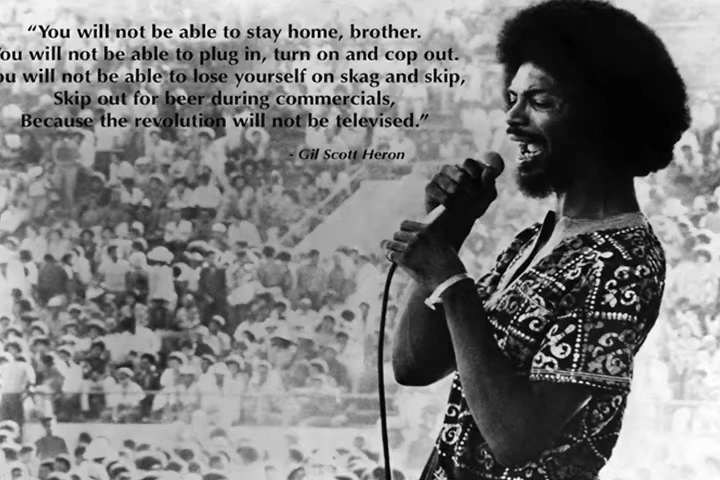 “You will not be able to stay home, brother.
ou will not be able to plug in, turn on and cop out.
ou will not be able to lose yourself on skag and skip,
Skip out for beer during commercials,
Because the revolution will not be televised.”
- Gil Scott Heron